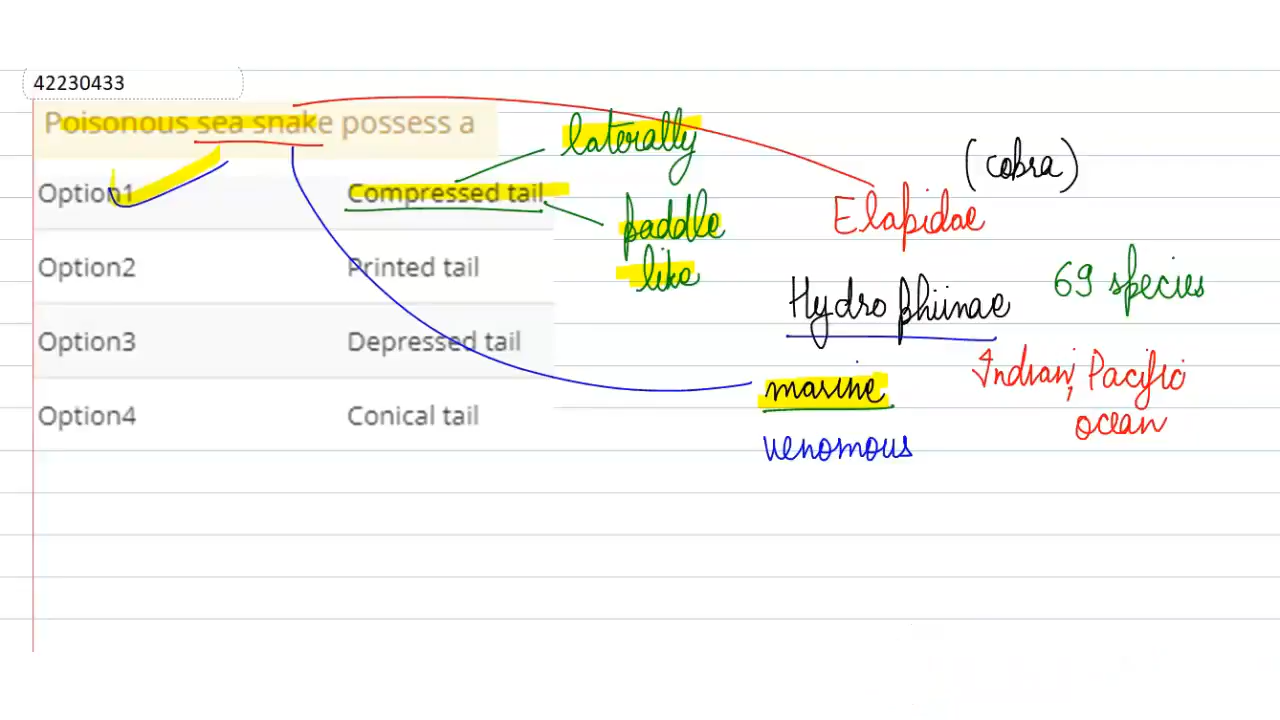 42230433
Poisonous sea snake possess a
Option1 Compressed tail
Option2 Printed tail
Option3 Depressed tail
Option4 Conical tail
laterally
paddle
like
(cobra)
Elapidae
Hydrophiinae
69 species
marine
venomous
Indian, Pacific
ocean